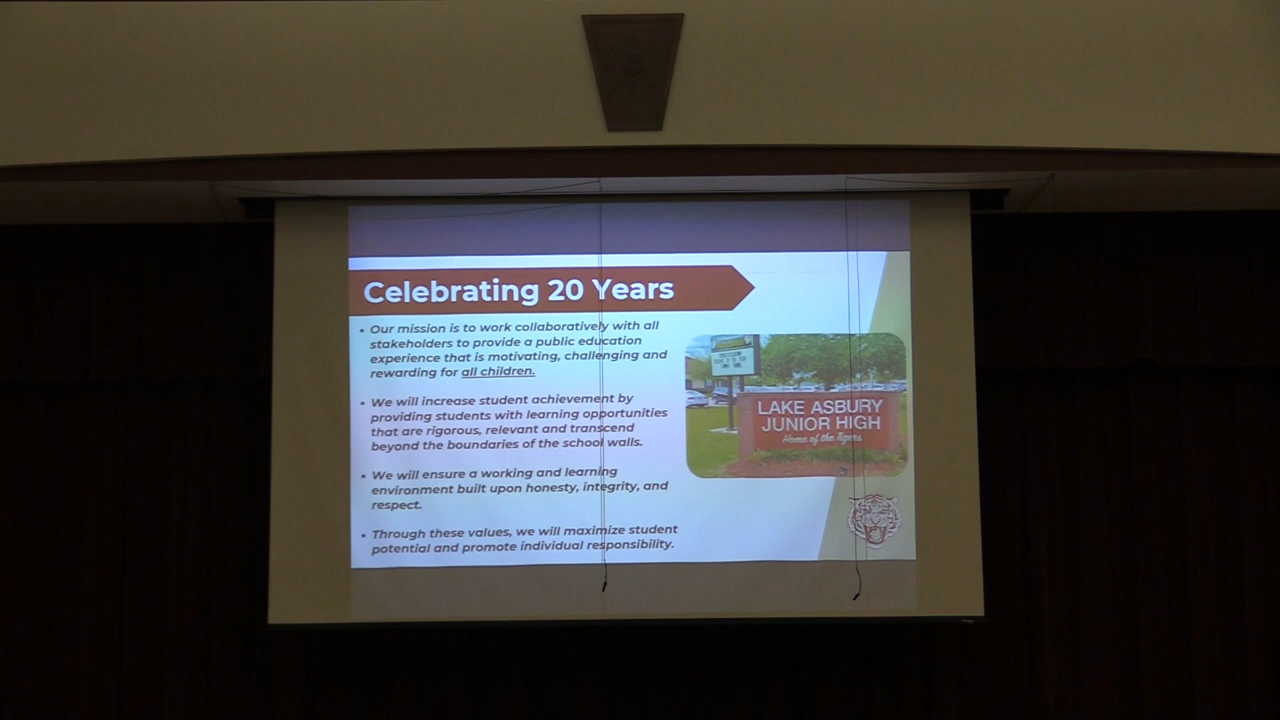 Celebrating 20 Years
• Our mission is to work collaboratively with all
stakeholders to provide a public education
experience that is motivating, challenging and
rewarding for all children.
• We will increase student achievement by
providing students with learning opportunities
that are rigorous, relevant and transcend
beyond the boundaries of the school walls.
• We will ensure a working and learning
environment built upon honesty, integrity, and
respect.
• Through these values, we will maximize student
potential and promote individual responsibility.
LAKE ASBURY
JUNIOR HIGH
Home of the Tigers